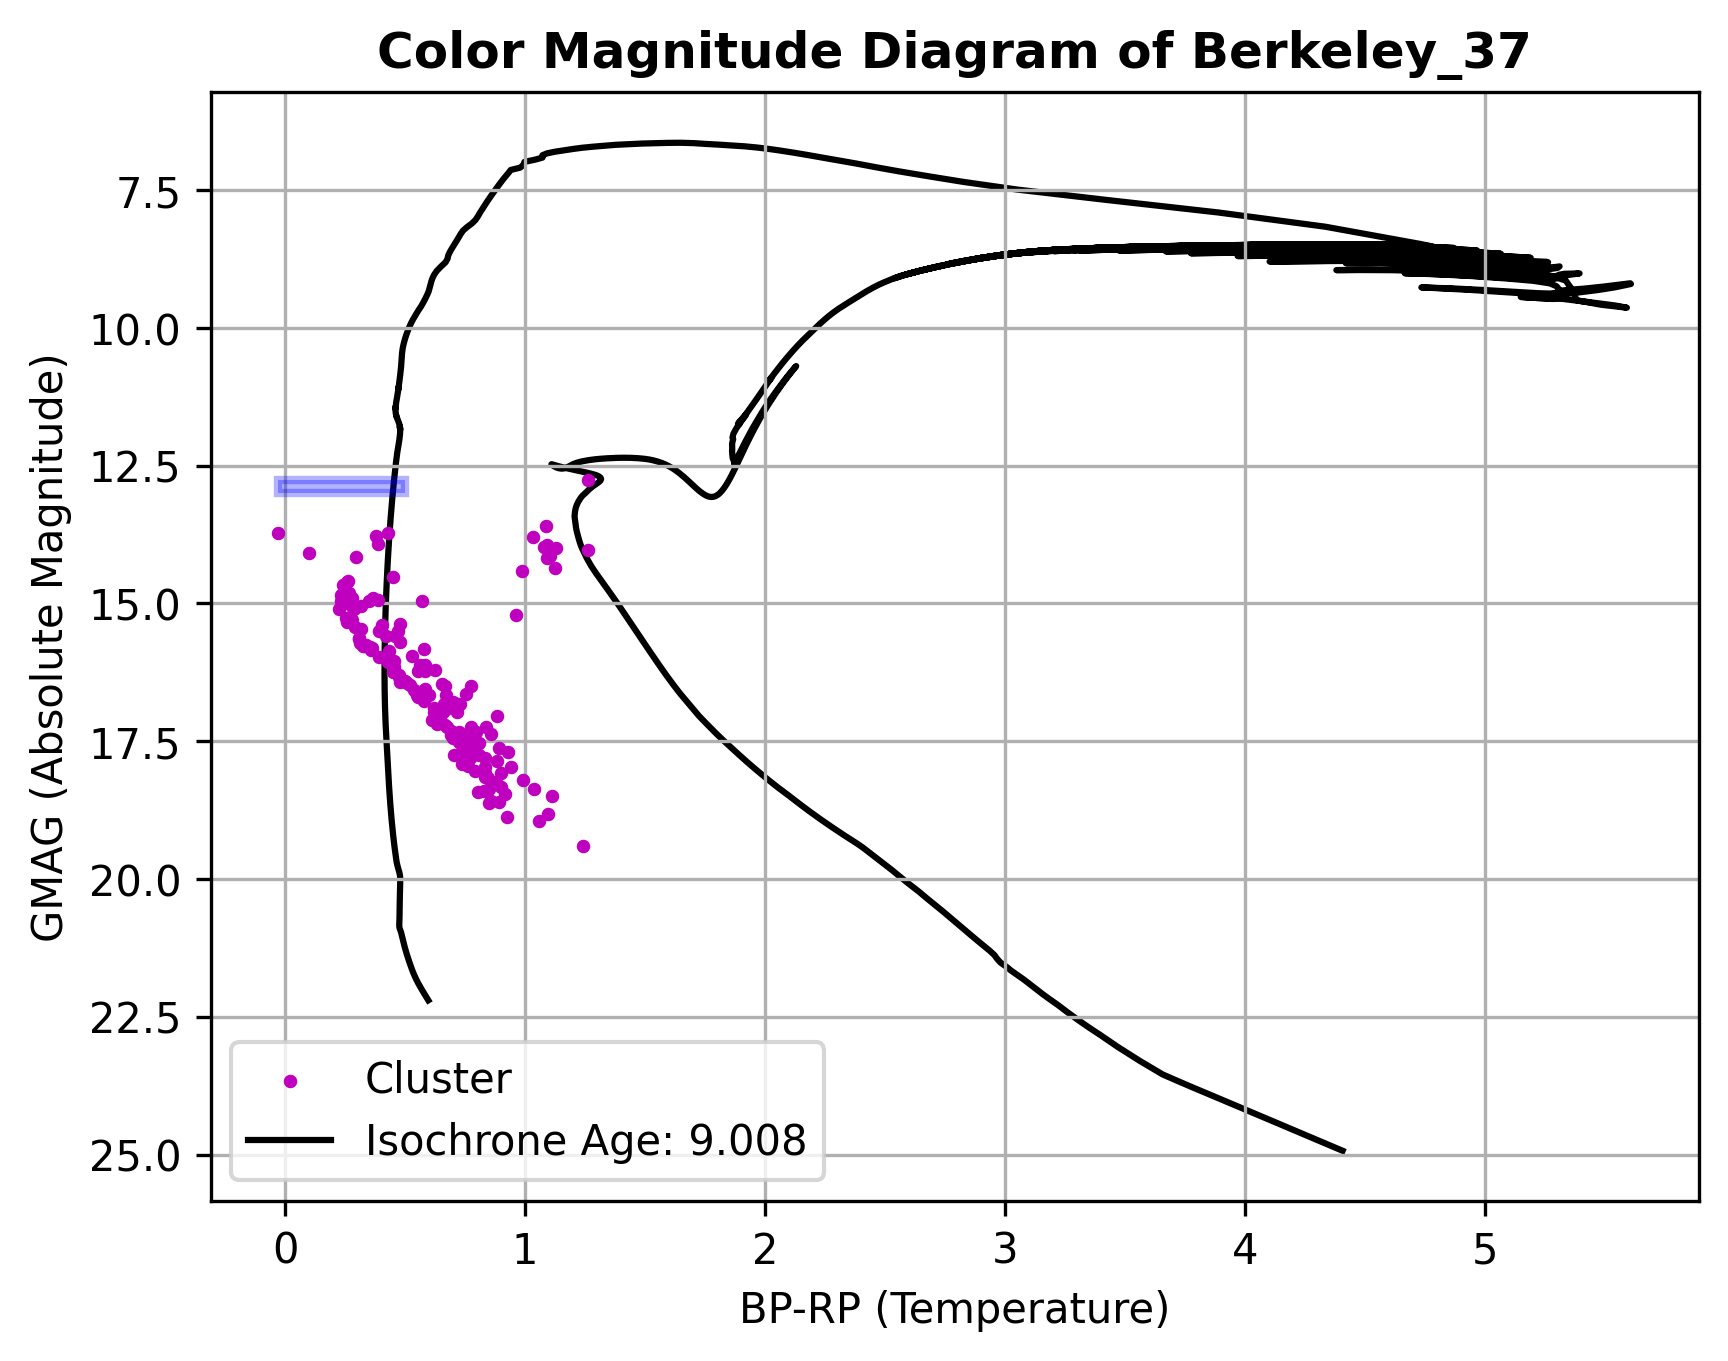 Color Magnitude Diagram of Berkeley_37
GMAG (Absolute Magnitude)
7.5
10.0
12.5
15.0
17.5
20.0
22.5
25.0
Cluster
Isochrone Age: 9.008
0 1 2 3 4 5
BP-RP (Temperature)